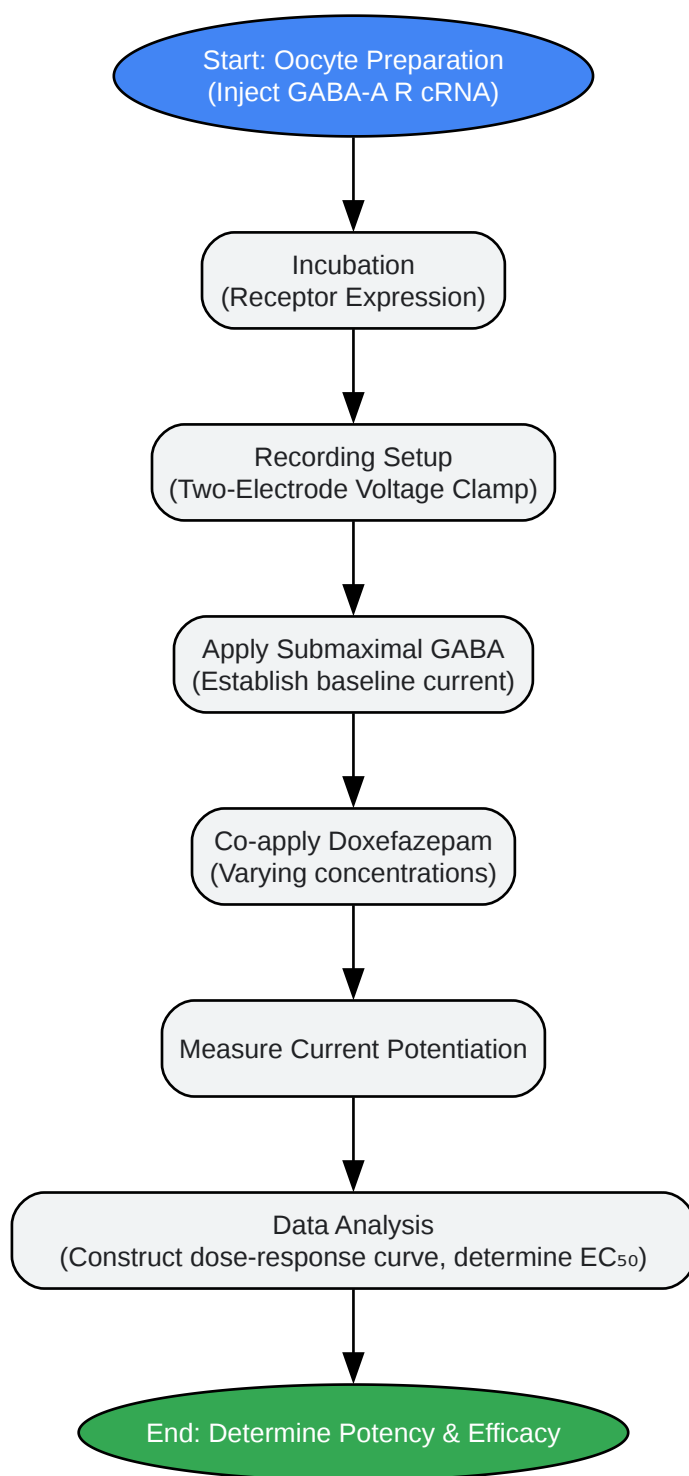 Start: Oocyte Preparation
(Inject GABA-A R cRNA)
Incubation
(Receptor Expression)
Recording Setup
(Two-Electrode Voltage Clamp)
Apply Submaximal GABA
(Establish baseline current)
Co-apply Doxefazepam
(Varying concentrations)
Measure Current Potentiation
Data Analysis
(Construct dose-response curve, determine EC₅₀)
End: Determine Potency & Efficacy